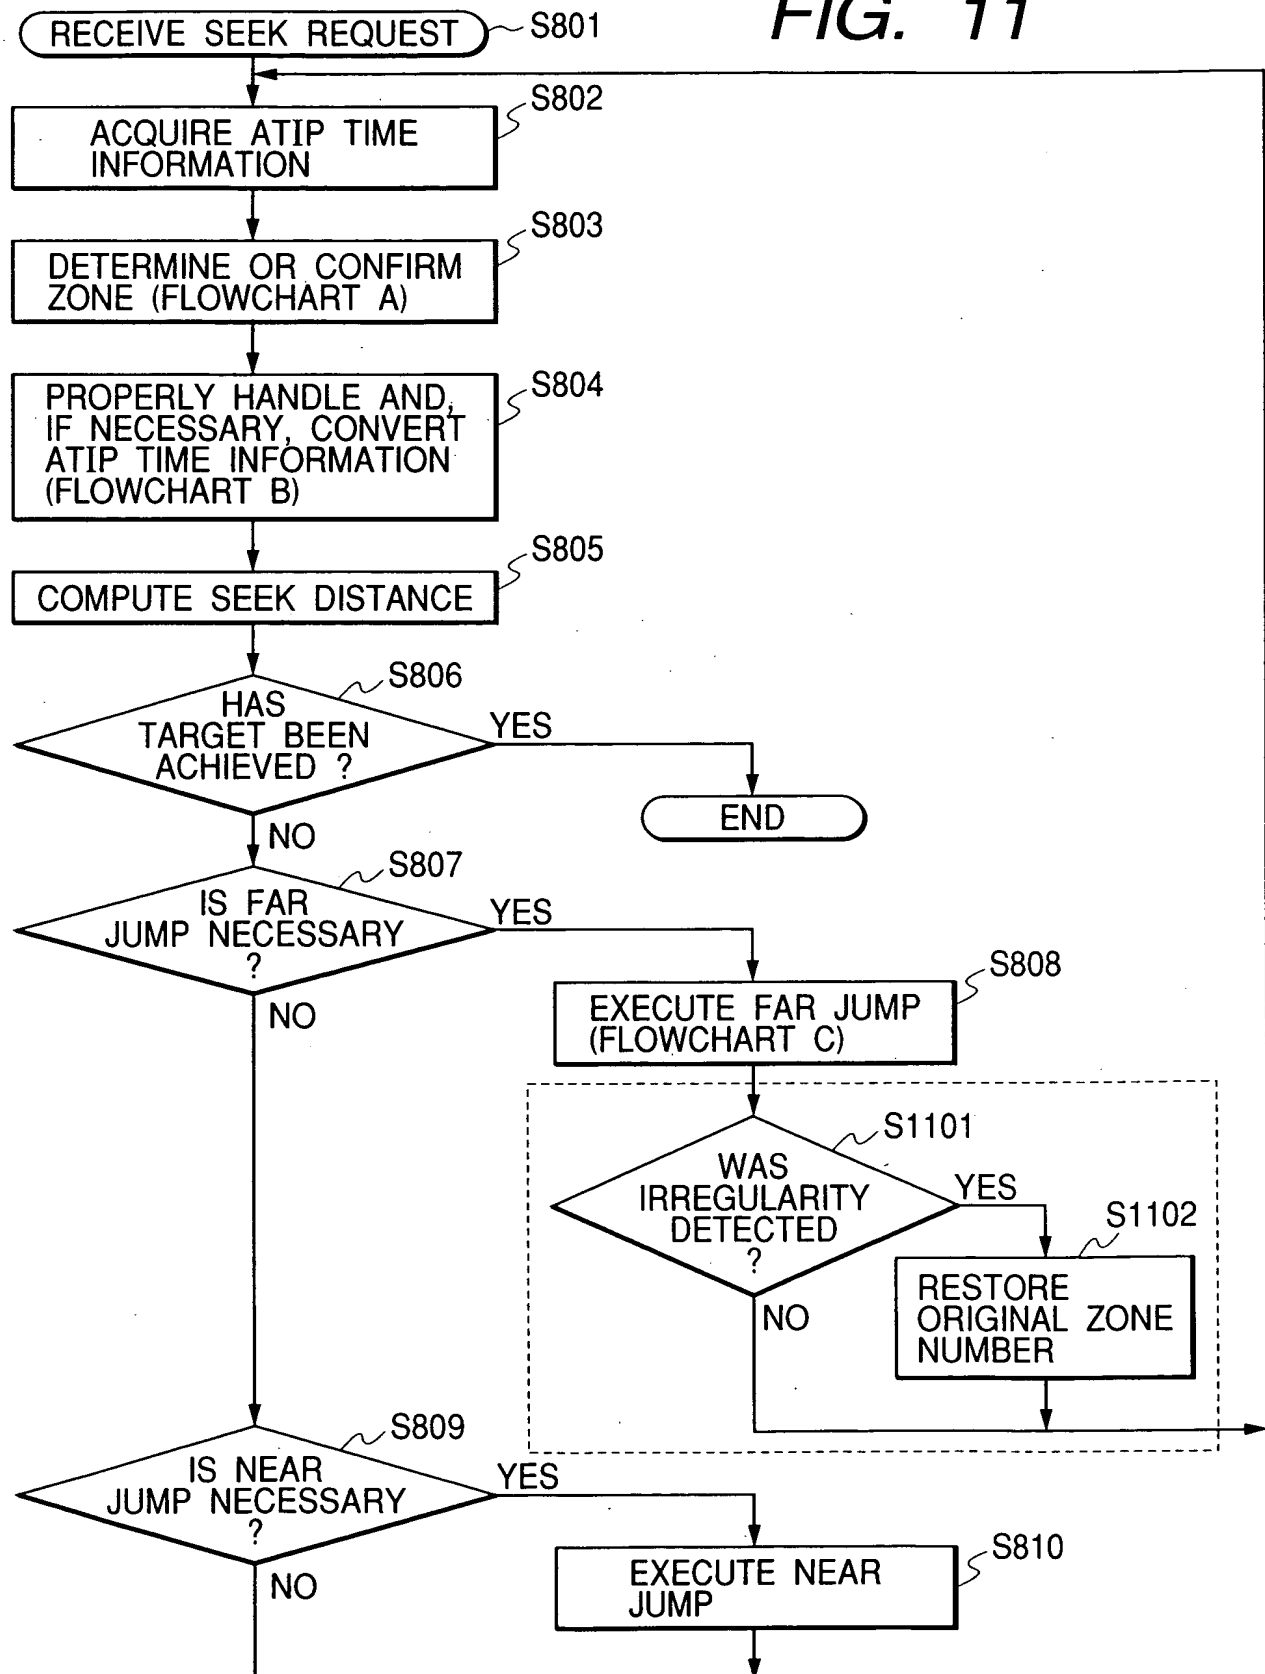 FIG. 11
RECEIVE SEEK REQUEST
S801
S802
ACQUIRE ATIP TIME
INFORMATION
S803
DETERMINE OR CONFIRM
ZONE (FLOWCHART A)
S804
PROPERLY HANDLE AND,
IF NECESSARY, CONVERT
ATIP TIME INFORMATION
(FLOWCHART B)
S805
COMPUTE SEEK DISTANCE
S806
HAS
TARGET BEEN
ACHIEVED ?
YES
END
NO
S807
IS FAR
JUMP NECESSARY
?
YES
NO
S808
EXECUTE FAR JUMP
(FLOWCHART C)
S1101
WAS
IRREGULARITY
DETECTED
?
YES
NO
S1102
RESTORE
ORIGINAL ZONE
NUMBER
S809
IS NEAR
JUMP NECESSARY
?
YES
NO
S810
EXECUTE NEAR
JUMP